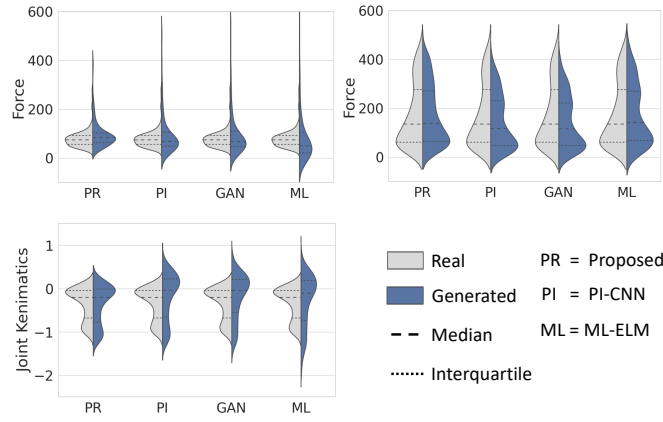 600
400
200
0
Force
PR PI GAN ML
600
400
200
0
Force
PR PI GAN ML
1
0
−1
−2
Joint Kenimatics
PR PI GAN ML
Real
Generated
Median
Interquartile
PR = Proposed
PI = PI-CNN
ML = ML-ELM